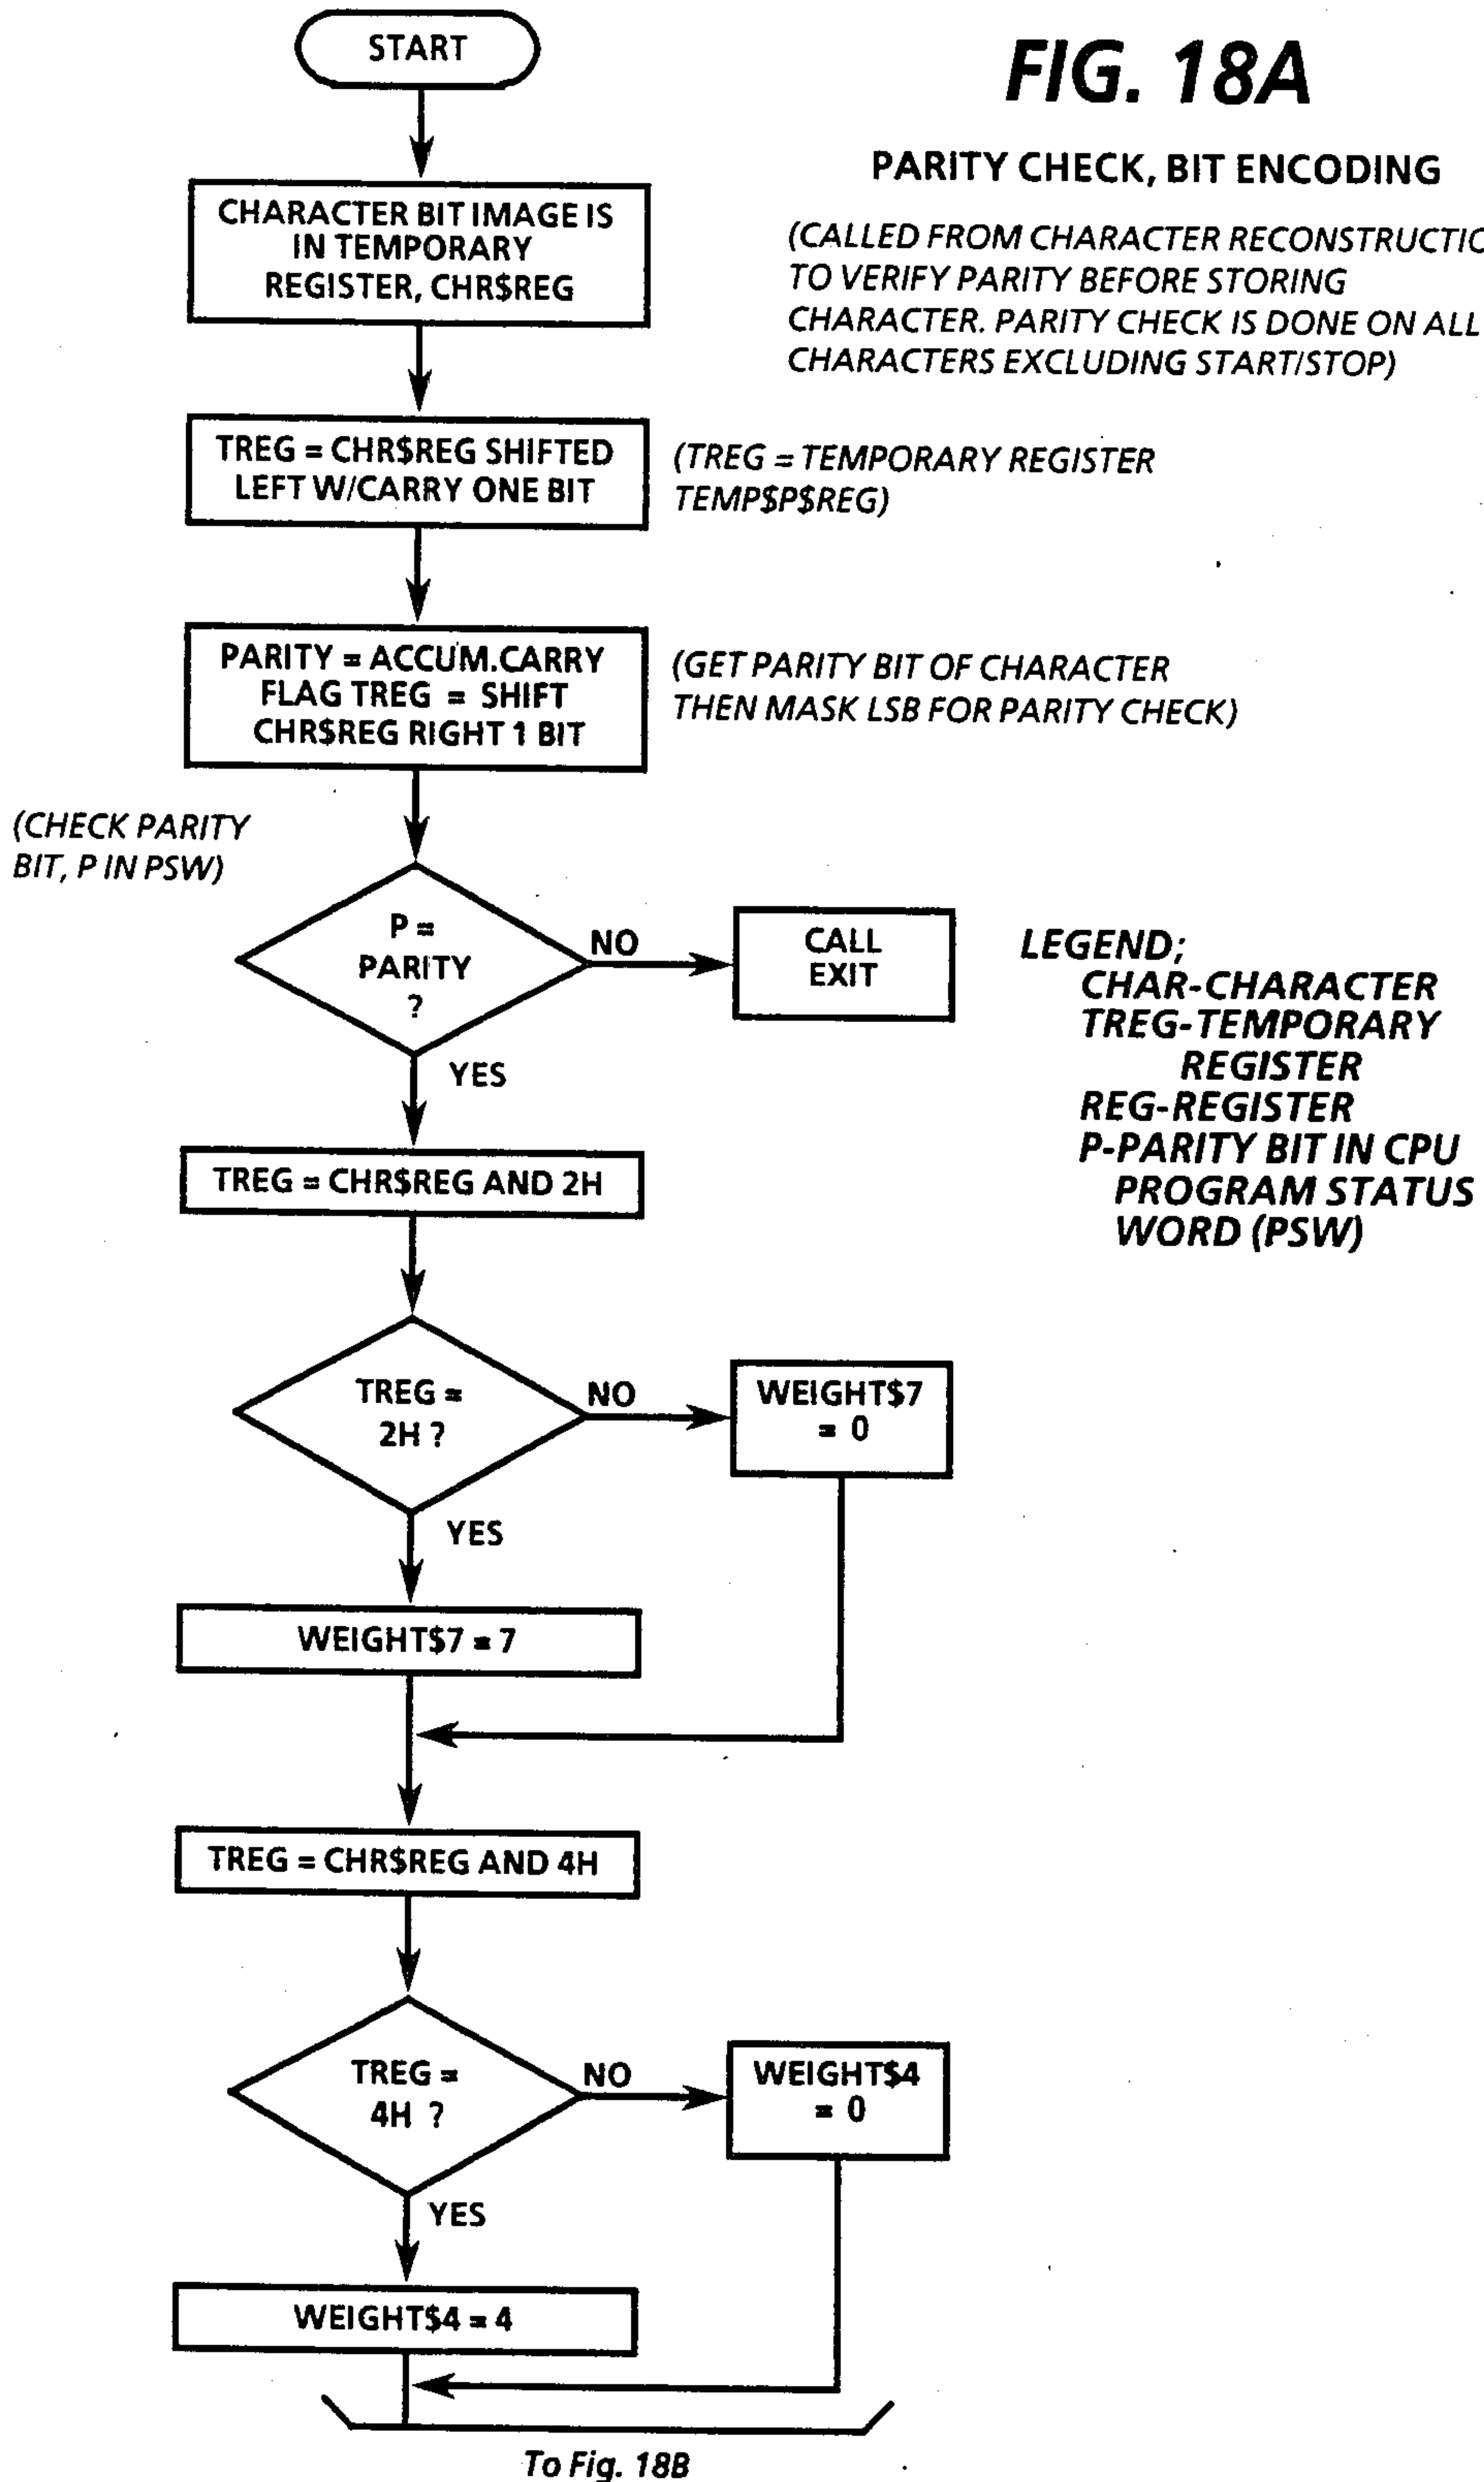 START
FIG. 18A
PARITY CHECK, BIT ENCODING
(CALLED FROM CHARACTER RECONSTRUCTIO
TO VERIFY PARITY BEFORE STORING
CHARACTER. PARITY CHECK IS DONE ON ALL
CHARACTERS EXCLUDING START/STOP)
CHARACTER BIT IMAGE IS
IN TEMPORARY
REGISTER, CHR$REG
TREG = CHR$REG SHIFTED
LEFT W/CARRY ONE BIT
(TREG = TEMPORARY REGISTER
TEMP$P$REG)
PARITY = ACCUM.CARRY
FLAG TREG = SHIFT
CHR$REG RIGHT 1 BIT
(GET PARITY BIT OF CHARACTER
THEN MASK LSB FOR PARITY CHECK)
(CHECK PARITY
BIT, P IN PSW)
P =
PARITY
?
NO
CALL
EXIT
YES
LEGEND;
CHAR-CHARACTER
TREG-TEMPORARY
REGISTER
REG-REGISTER
P-PARITY BIT IN CPU
PROGRAM STATUS
WORD (PSW)
TREG = CHR$REG AND 2H
TREG =
2H ?
NO
WEIGHT$7
= 0
YES
WEIGHT$7 = 7
TREG = CHR$REG AND 4H
TREG =
4H ?
NO
WEIGHT$4
= 0
YES
WEIGHT$4 = 4
To Fig. 18B